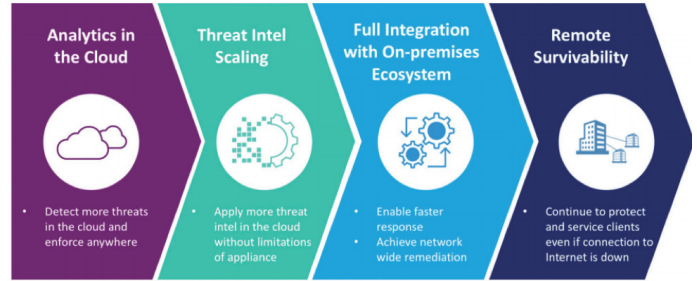 Analytics in
the Cloud
• Detect more threats
in the cloud and
enforce anywhere
Threat Intel
Scaling
• Apply more threat
intel in the cloud
without limitations
of appliance
Full Integration
with On-premises
Ecosystem
• Enable faster
response
• Achieve network
wide remediation
Remote
Survivability
• Continue to protect
and service clients
even if connection to
Internet is down